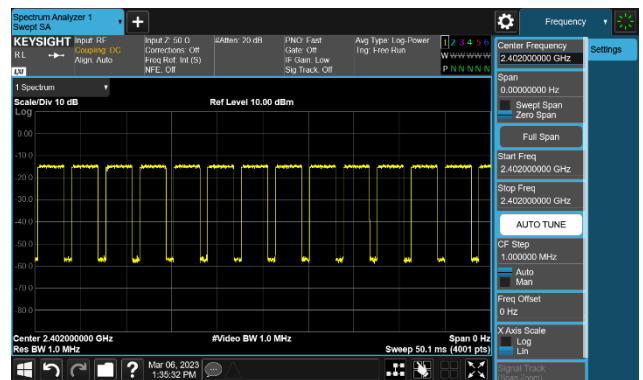 Spectrum Analyzer 1
Swept SA
+
Frequency
KEYSIGHT Input: RF Input Z: 50 Ω #Atten: 20 dB PNO: Fast Avg Type: Log-Power 1 2 3 4 5 6
RL Coupling: DC Corrections: Off Gate: Off Trig: Free Run W W W W W W
Align: Auto Freq Ref: Int (S) IF Gain: Low P N N N N N
LXI NFE: Off Sig Track: Off
1 Spectrum
Scale/Div 10 dB Ref Level 10.00 dBm
Log
0.00
-10.0
-20.0
-30.0
-40.0
-50.0
-60.0
-70.0
-80.0
Center 2.402000000 GHz #Video BW 1.0 MHz Span 0 Hz
Res BW 1.0 MHz Sweep 50.1 ms (4001 pts)
? Mar 06, 2023
1:35:32 PM
Center Frequency
2.402000000 GHz
Settings
Span
0.00000000 Hz
Swept Span
Zero Span
Full Span
Start Freq
2.402000000 GHz
Stop Freq
2.402000000 GHz
AUTO TUNE
CF Step
1.000000 MHz
Auto
Man
Freq Offset
0 Hz
X Axis Scale
Log
Lin
Signal Track
(Span Zoom)